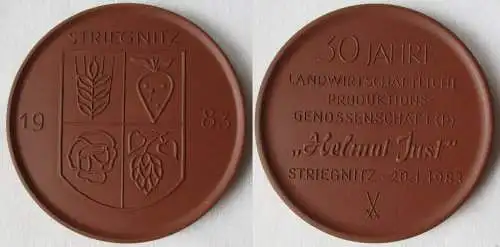 STRIEGNITZ
19 83
30 JAHRE
LANDWIRTSCHAFTLICHE
PRODUKTIONS-
GENOSSENSCHAFT (P)
„Helmut Just"
STRIEGNITZ · 20.1.1983